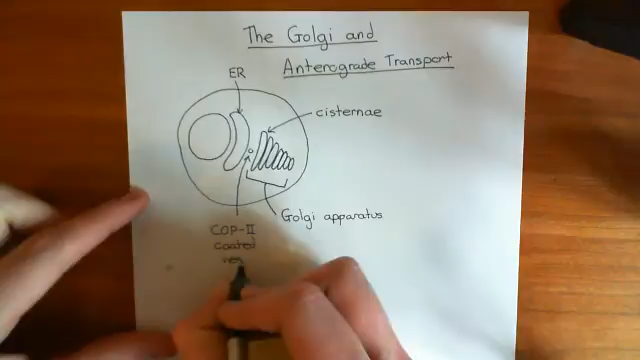 The Golgi and
Anterograde Transport
ER
cisternae
Golgi apparatus
COP-II
coated